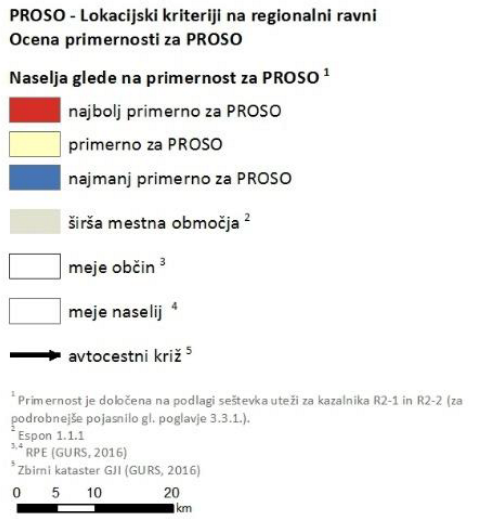 PROSO - Lokacijski kriteriji na regionalni ravni
Ocena primernosti za PROSO
Naselja glede na primernost za PROSO ¹
najbolj primerno za PROSO
primerno za PROSO
najmanj primerno za PROSO
širša mestna območja ²
meje občin ³
meje naselij ⁴
avtocestni križ ⁵
¹ Primernost je določena na podlagi seštevka uteži za kazalnika R2-1 in R2-2 (za
podrobnejše pojasnilo gl. poglavje 3.3.1.).
² Espon 1.1.1
³,⁴ RPE (GURS, 2016)
⁵ Zbirni kataster GJI (GURS, 2016)
0 5 10 20
km